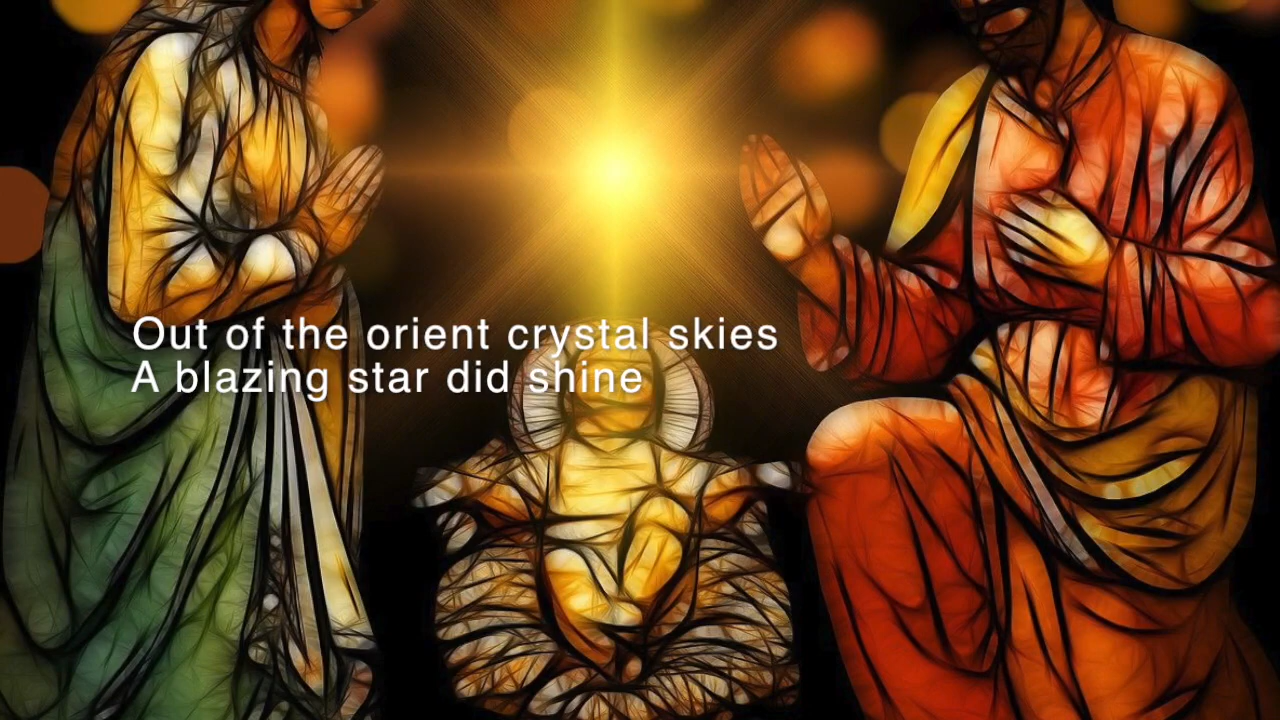 Out of the orient crystal skies
A blazing star did shine